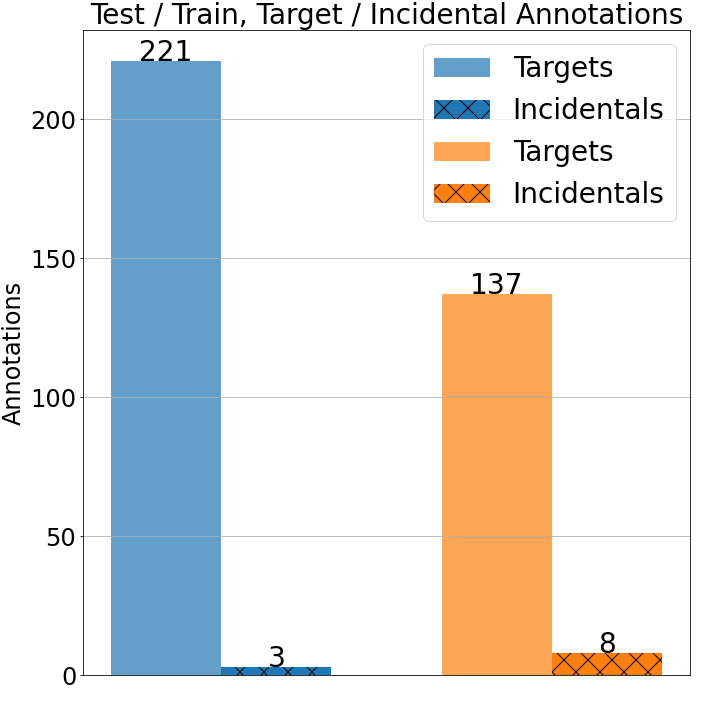 Test / Train, Target / Incidental Annotations
221
Targets
Incidentals
Targets
Incidentals
200
150
137
100
Annotations
50
3
8
0